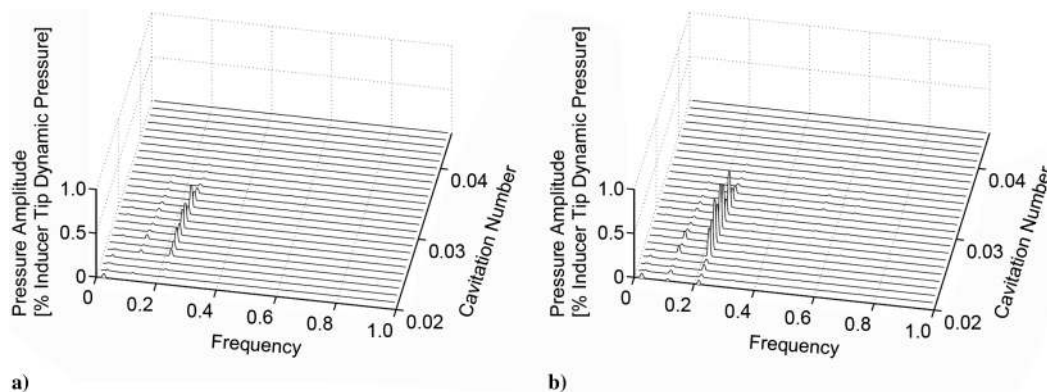 Pressure Amplitude
[% Inducer Tip Dynamic Pressure]
1.0
0.5
0
0
0.2
0.4
0.6
0.8
1.0
Frequency
0.02
0.03
0.04
Cavitation Number
a)
Pressure Amplitude
[% Inducer Tip Dynamic Pressure]
1.0
0.5
0
0
0.2
0.4
0.6
0.8
1.0
Frequency
0.02
0.03
0.04
Cavitation Number
b)